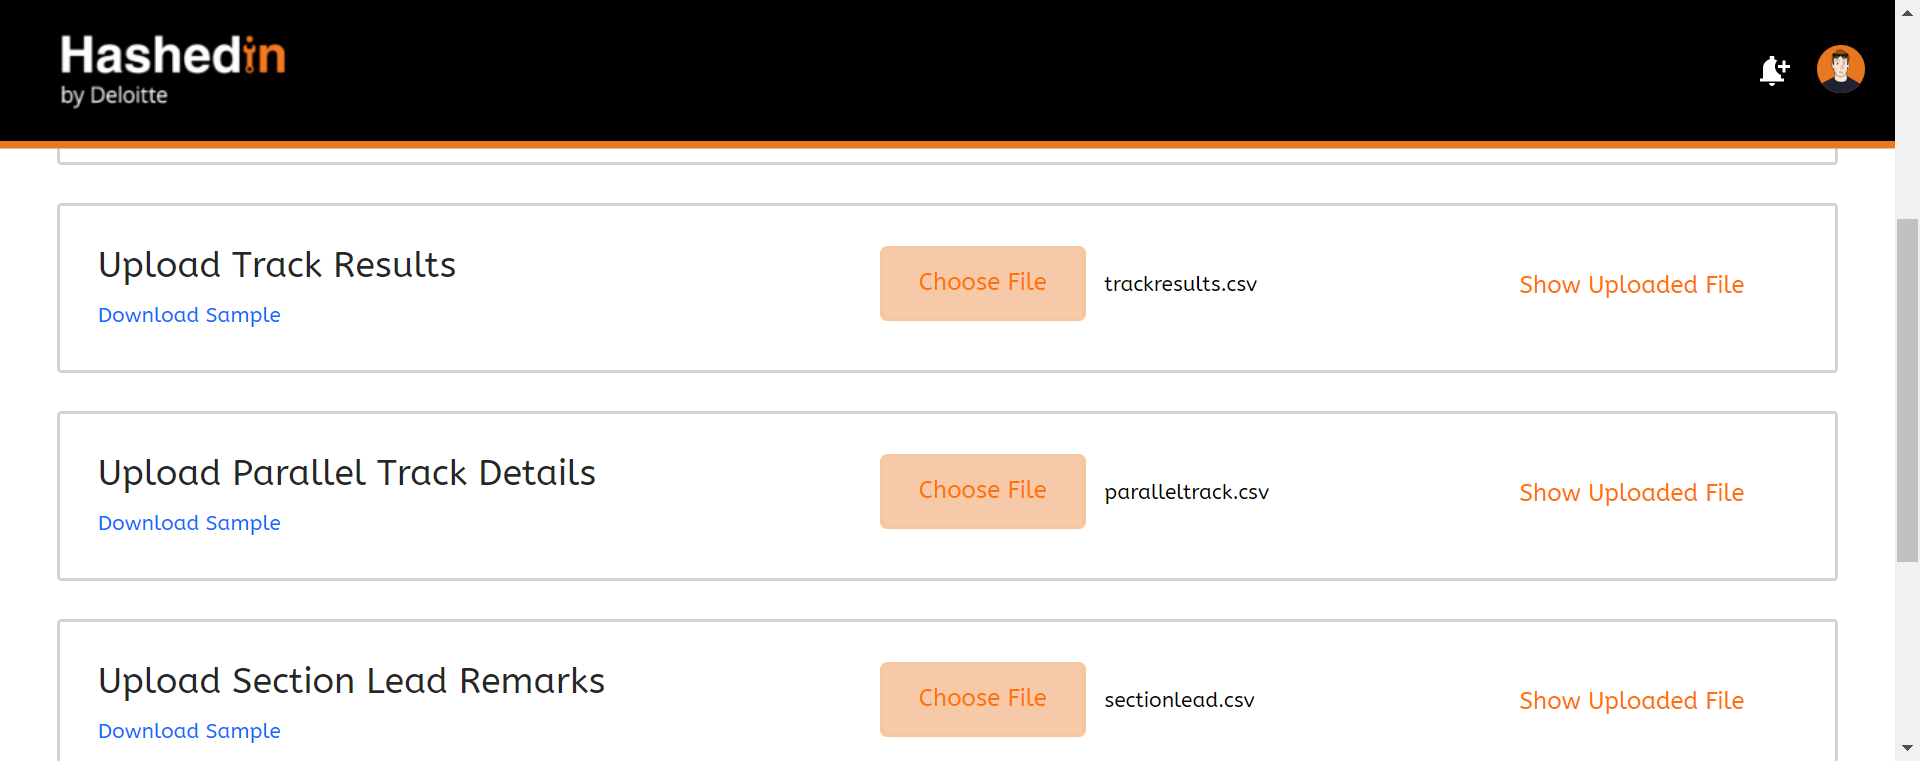 Hashedin
by Deloitte
Upload Track Results
Choose File
trackresults.csv
Show Uploaded File
Download Sample
Upload Parallel Track Details
Choose File
paralleltrack.csv
Show Uploaded File
Download Sample
Upload Section Lead Remarks
Choose File
sectionlead.csv
Show Uploaded File
Download Sample